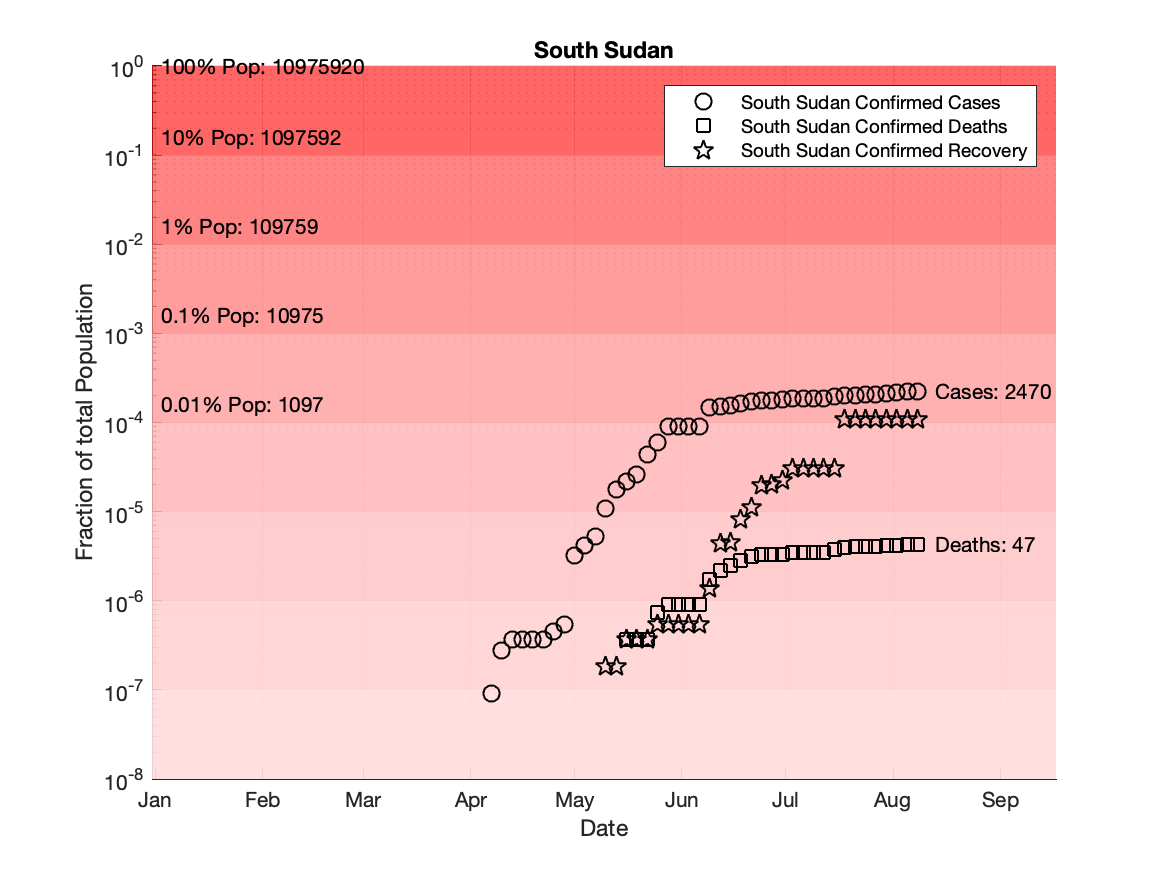 South Sudan
10^0
100% Pop: 10975920
South Sudan Confirmed Cases
South Sudan Confirmed Deaths
South Sudan Confirmed Recovery
10% Pop: 1097592
10^-1
1% Pop: 109759
10^-2
0.1% Pop: 10975
10^-3
Cases: 2470
0.01% Pop: 1097
10^-4
10^-5
Deaths: 47
10^-6
10^-7
10^-8
Fraction of total Population
Jan Feb Mar Apr May Jun Jul Aug Sep
Date